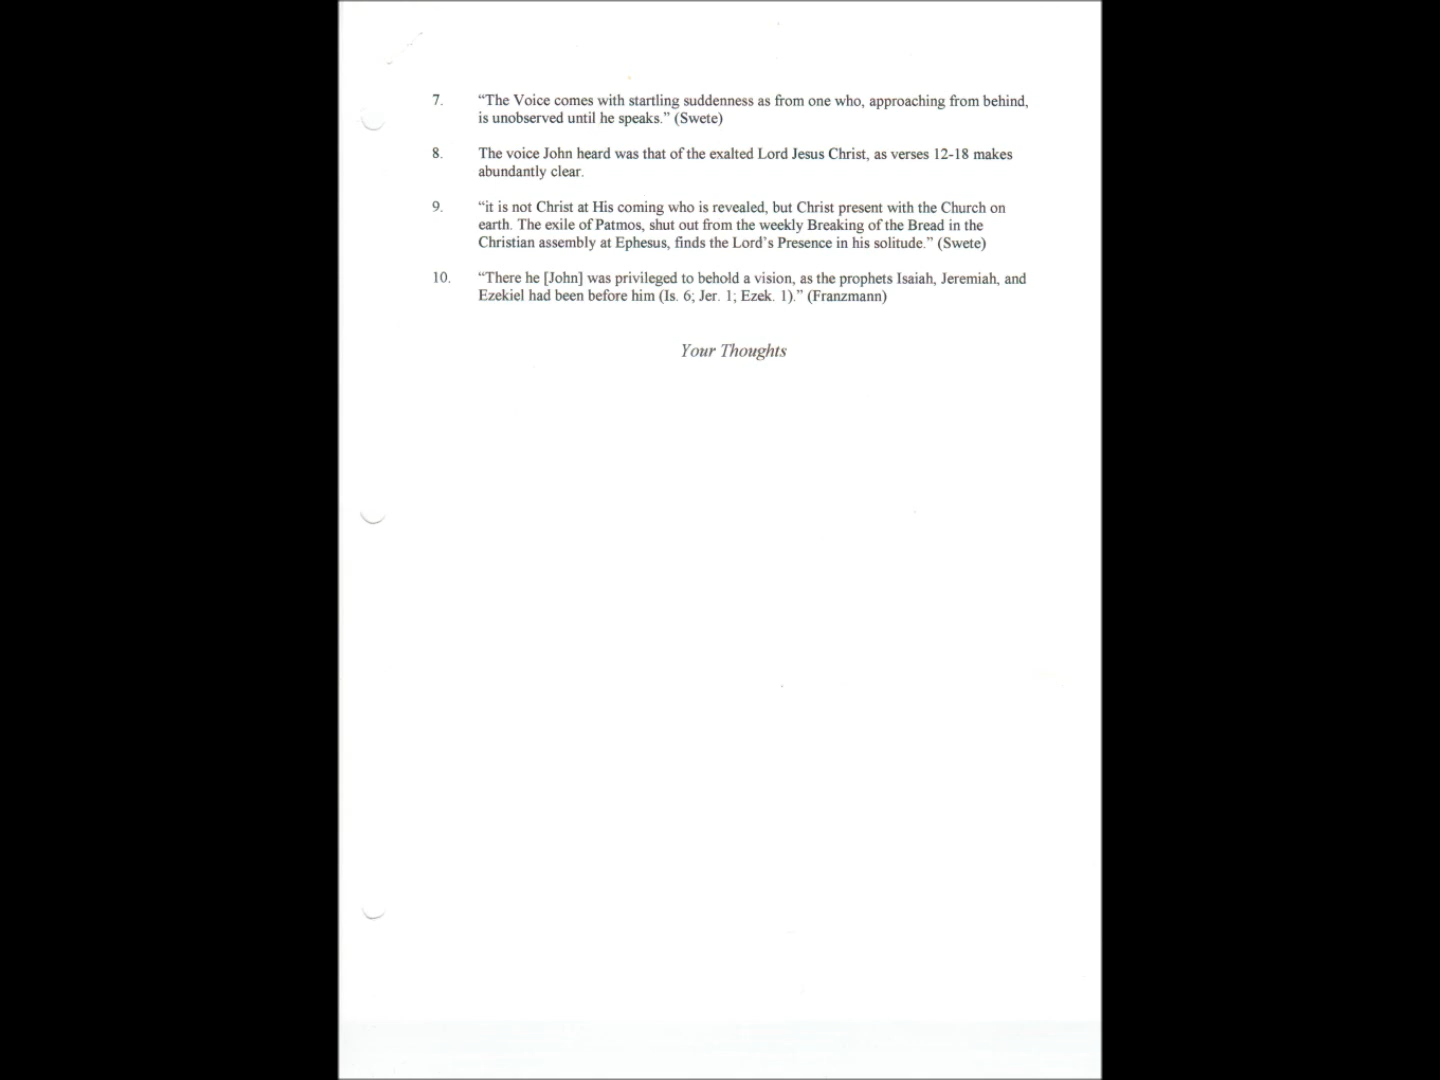 7. “The Voice comes with startling suddenness as from one who, approaching from behind,
is unobserved until he speaks.” (Swete)
8. The voice John heard was that of the exalted Lord Jesus Christ, as verses 12-18 makes
abundantly clear.
9. “it is not Christ at His coming who is revealed, but Christ present with the Church on
earth. The exile of Patmos, shut out from the weekly Breaking of the Bread in the
Christian assembly at Ephesus, finds the Lord’s Presence in his solitude.” (Swete)
10. “There he [John] was privileged to behold a vision, as the prophets Isaiah, Jeremiah, and
Ezekiel had been before him (Is. 6; Jer. 1; Ezek. 1).” (Franzmann)
Your Thoughts